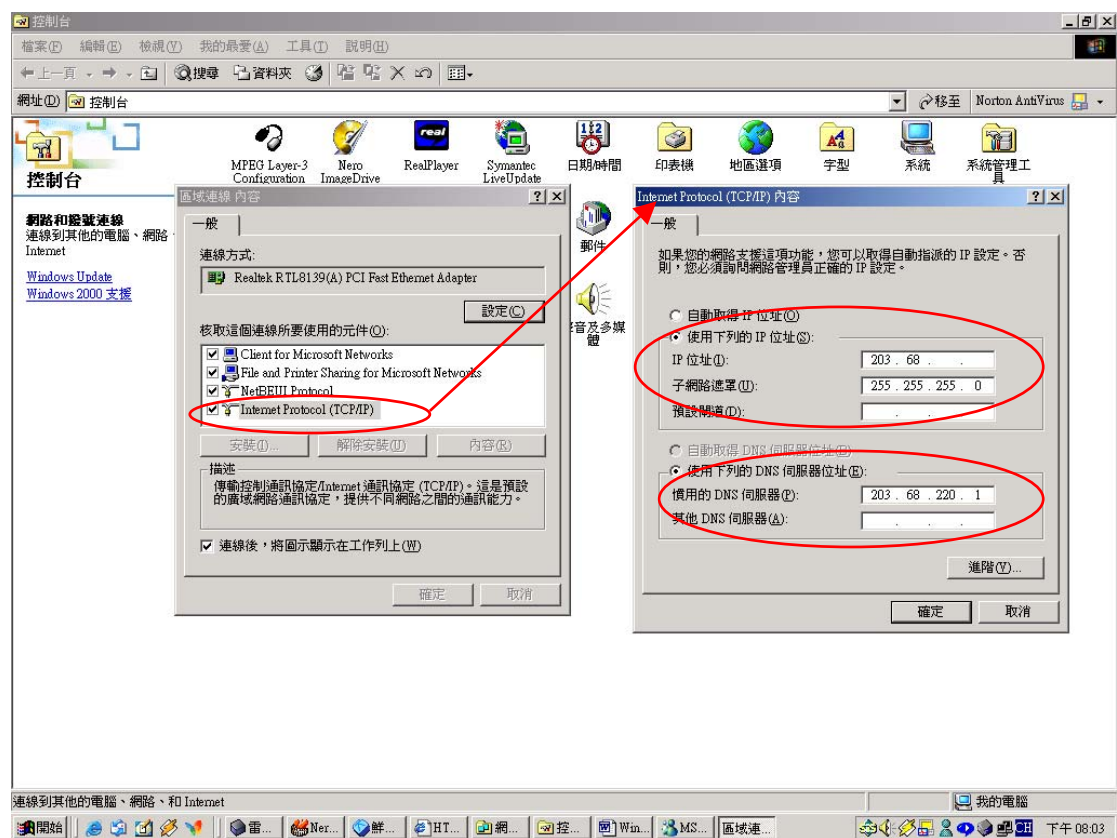 控制台
檔案(F) 編輯(E) 檢視(V) 我的最愛(A) 工具(T) 說明(H)
上一頁 搜尋 資料夾
網址(D) 控制台 移至 Norton AntiVirus
控制台
網路和撥號連線
連線到其他的電腦、網路、
Internet
Windows Update
Windows 2000 支援
MPEG Layer-3
Configuration
Nero
ImageDrive
RealPlayer
Symantec
LiveUpdate
日期/時間
印表機
地區選項
字型
系統
系統管理工
具
郵件
音及多媒
體
區域連線 內容
一般
連線方式:
Realtek RTL8139(A) PCI Fast Ethernet Adapter
設定(C)
核取這個連線所要使用的元件(O):
Client for Microsoft Networks
File and Printer Sharing for Microsoft Networks
NetBEUI Protocol
Internet Protocol (TCP/IP)
安裝(I)... 解除安裝(U) 內容(R)
描述
傳輸控制通訊協定/Internet 通訊協定 (TCP/IP)。這是預設
的廣域網路通訊協定，提供不同網路之間的通訊能力。
連線後，將圖示顯示在工作列上(W)
確定 取消
Internet Protocol (TCP/IP) 內容
一般
如果您的網路支援這項功能，您可以取得自動指派的 IP 設定。否
則，您必須詢問網路管理員正確的 IP 設定。
自動取得 IP 位址(O)
使用下列的 IP 位址(S):
IP 位址(I): 203 . 68 . .
子網路遮罩(U): 255 . 255 . 255 . 0
預設閘道(D): . . .
自動取得 DNS 伺服器位址(B)
使用下列的 DNS 伺服器位址(E):
慣用的 DNS 伺服器(P): 203 . 68 . 220 . 1
其他 DNS 伺服器(A): . . .
進階(V)...
確定 取消
連線到其他的電腦、網路、和 Internet 我的電腦
開始 雷... Ner... 鮮... HT... 網... 控... Win... MS... 區域連... CH 下午 08:03